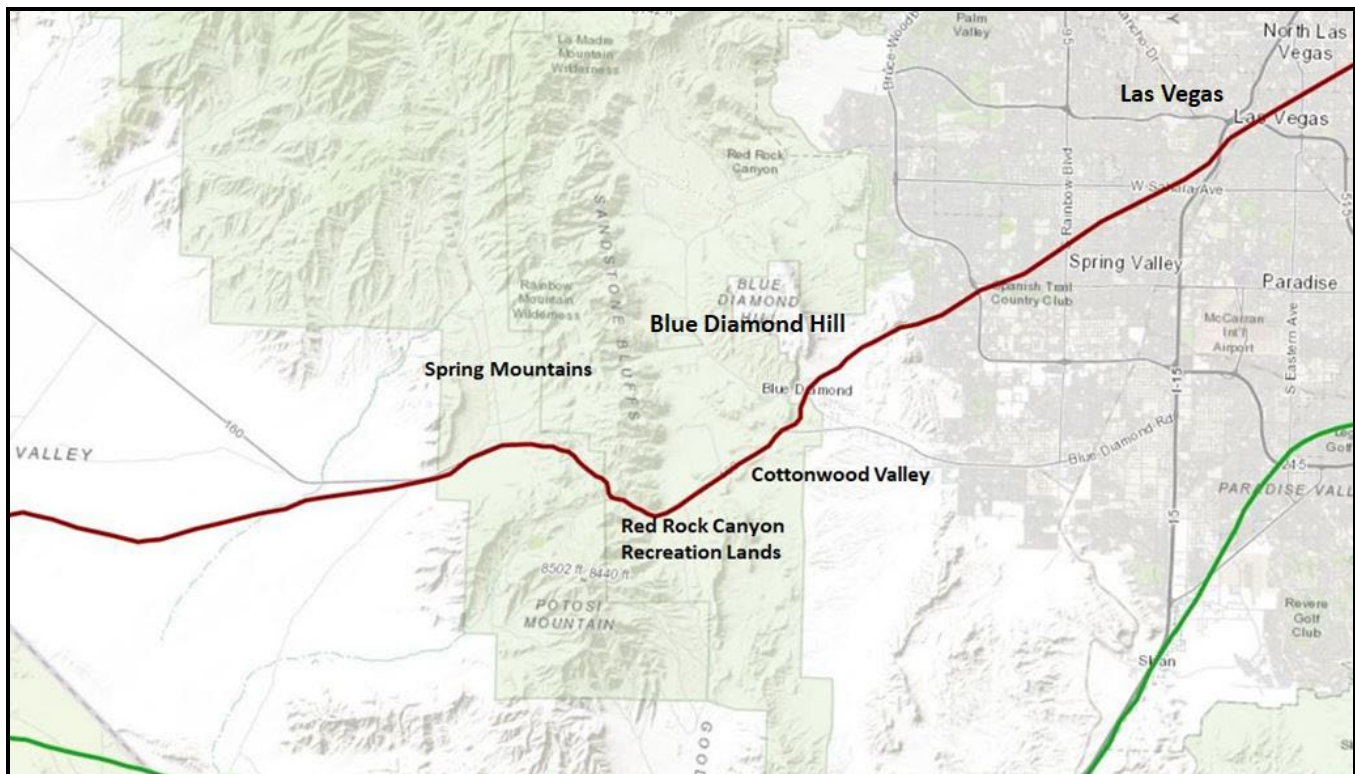 La Madre
Mountain
Wilderness
Palm
Valley
95
North Las
Vegas
Las Vegas
Las Vegas
Red Rock
Canyon
Rainbow Blvd
W Sahara Ave
515
SANDSTONE BLUFFS
Spring Valley
Paradise
BLUE
DIAMOND
HILL
Spanish Trail
Country Club
Rainbow
Mountain
Wilderness
Blue Diamond Hill
McCarran
Int'l
Airport
S Eastern Ave
Spring Mountains
Blue Diamond
I-15
160
VALLEY
Blue Diamond Rd
Cottonwood Valley
215
15
Red Rock Canyon
Recreation Lands
8502 ft
8440 ft
POTOSI
MOUNTAIN
Revere
Golf
Club
Sloan